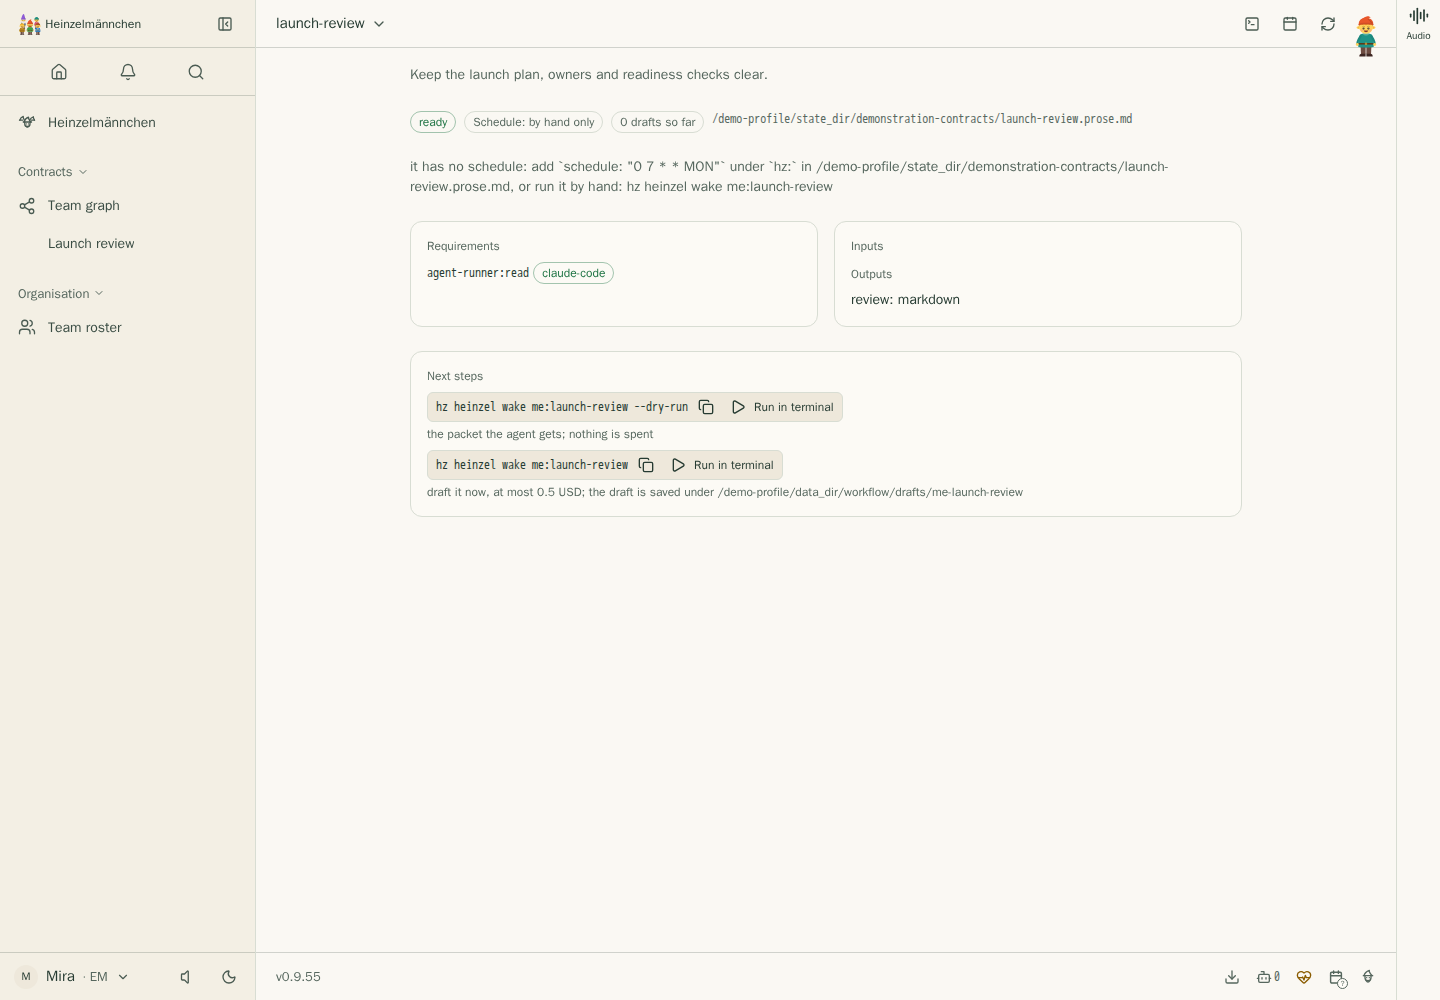 Heinzelmännchen
launch-review
Audio
Heinzelmännchen
Contracts
Team graph
Launch review
Organisation
Team roster
Keep the launch plan, owners and readiness checks clear.
ready
Schedule: by hand only
0 drafts so far
/demo-profile/state_dir/demonstration-contracts/launch-review.prose.md
it has no schedule: add `schedule: "0 7 * * MON"` under `hz:` in /demo-profile/state_dir/demonstration-contracts/launch-
review.prose.md, or run it by hand: hz heinzel wake me:launch-review
Requirements
agent-runner:read claude-code
Inputs
Outputs
review: markdown
Next steps
hz heinzel wake me:launch-review --dry-run Run in terminal
the packet the agent gets; nothing is spent
hz heinzel wake me:launch-review Run in terminal
draft it now, at most 0.5 USD; the draft is saved under /demo-profile/data_dir/workflow/drafts/me-launch-review
M Mira · EM
v0.9.55
0
?